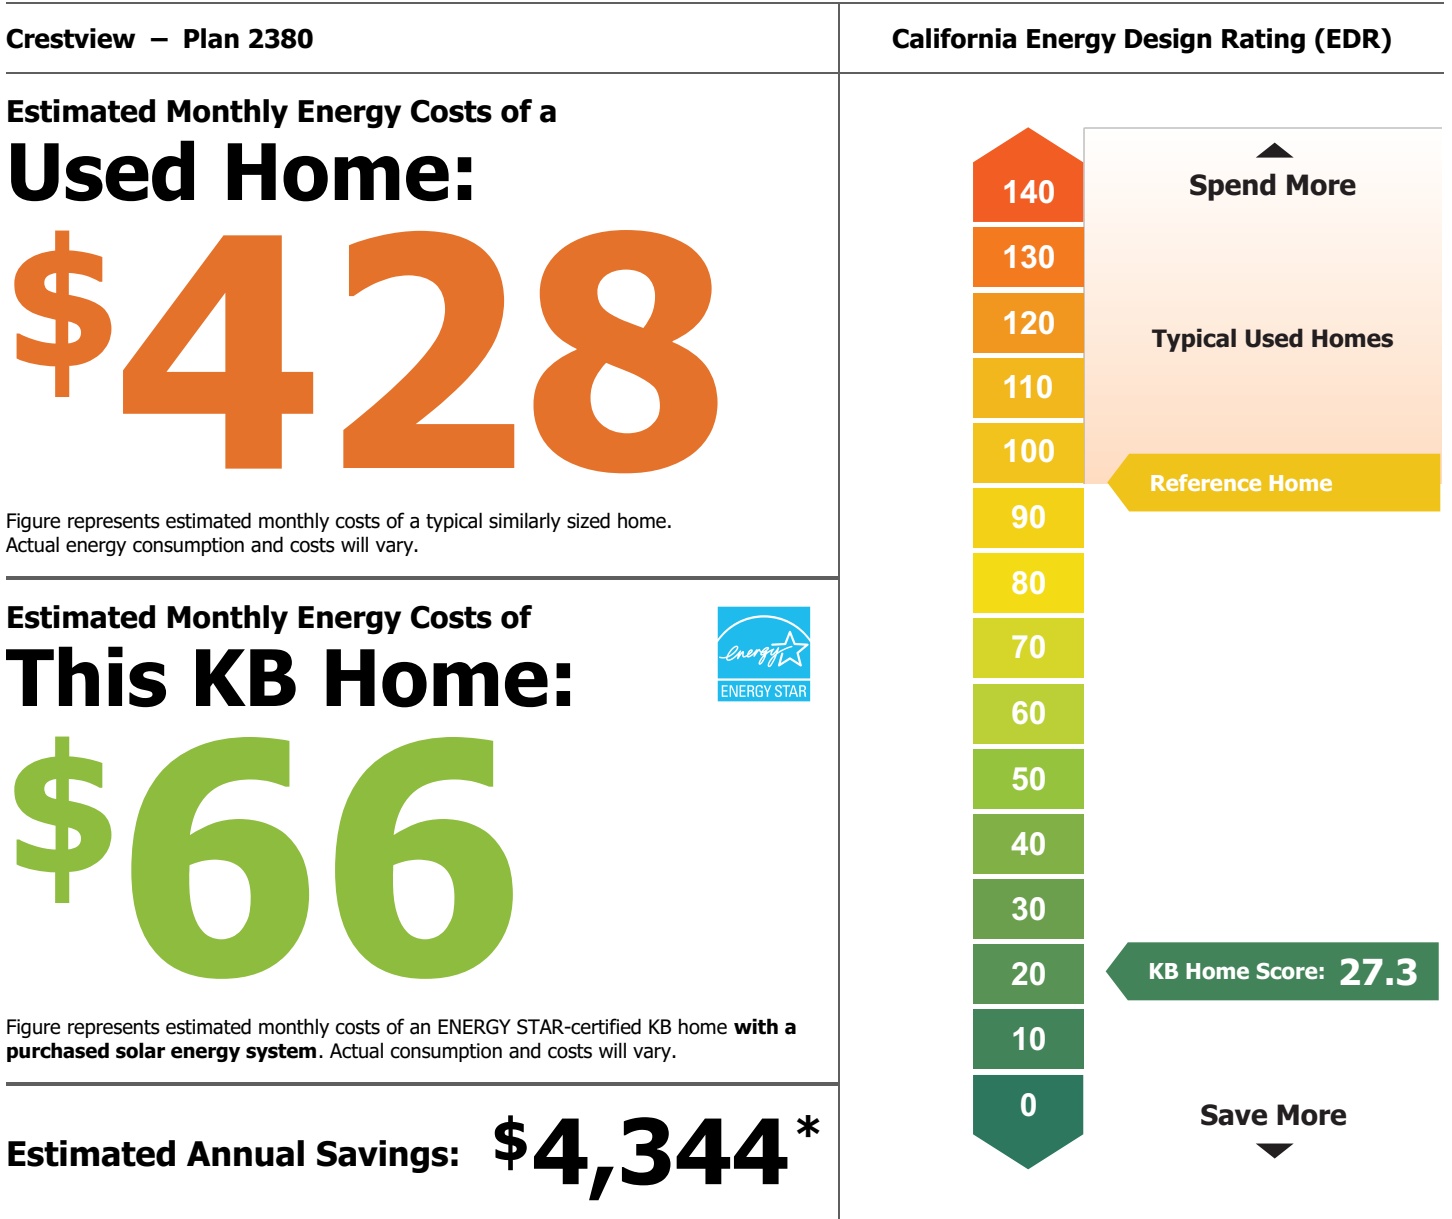 Crestview – Plan 2380
Estimated Monthly Energy Costs of a
Used Home:
$428
Figure represents estimated monthly costs of a typical similarly sized home.
Actual energy consumption and costs will vary.
Estimated Monthly Energy Costs of
This KB Home:
energy
ENERGY STAR
$66
Figure represents estimated monthly costs of an ENERGY STAR-certified KB home with a
purchased solar energy system. Actual consumption and costs will vary.
Estimated Annual Savings: $4,344*
California Energy Design Rating (EDR)
140
Spend More
130
120
Typical Used Homes
110
100
Reference Home
90
80
70
60
50
40
30
20
KB Home Score: 27.3
10
0
Save More